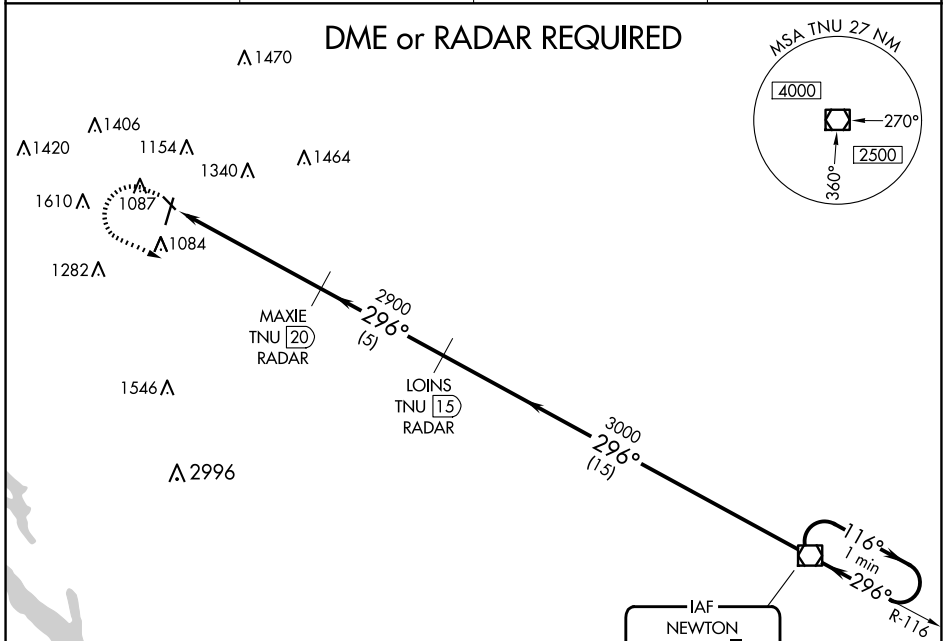 DME or RADAR REQUIRED
MSA TNU 27 NM
4000
270°
2500
360°
1470
1406
1420
1154
1340
1464
1610
1087
1084
1282
MAXIE
TNU 20
RADAR
2900
296°
(5)
LOINS
TNU 15
RADAR
1546
2996
3000
296°
(15)
116°
1 min
296°
R-116
IAF
NEWTON